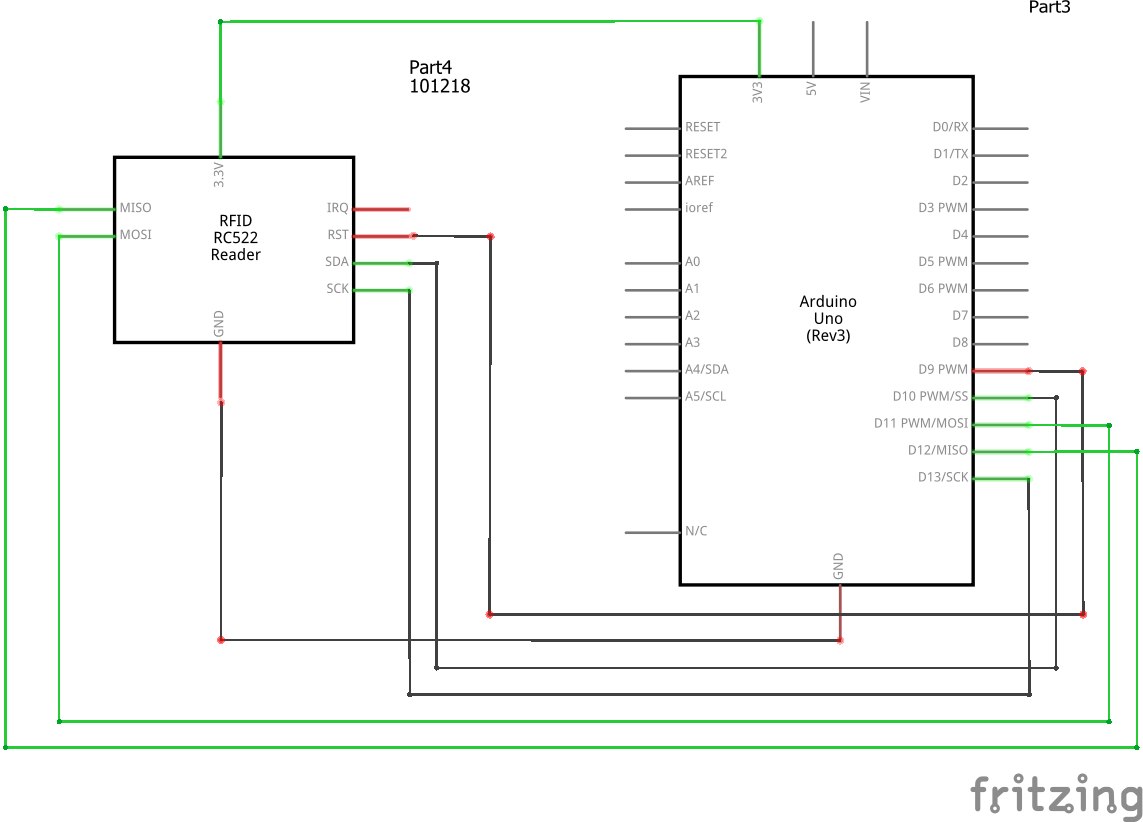 Part3
Part4
101218
3V3
5V
VIN
RESET
RESET2
AREF
ioref
A0
A1
A2
A3
A4/SDA
A5/SCL
N/C
D0/RX
D1/TX
D2
D3 PWM
D4
D5 PWM
D6 PWM
D7
D8
D9 PWM
D10 PWM/SS
D11 PWM/MOSI
D12/MISO
D13/SCK
GND
Arduino
Uno
(Rev3)
3.3V
MISO
MOSI
RFID
RC522
Reader
IRQ
RST
SDA
SCK
GND
fritzing